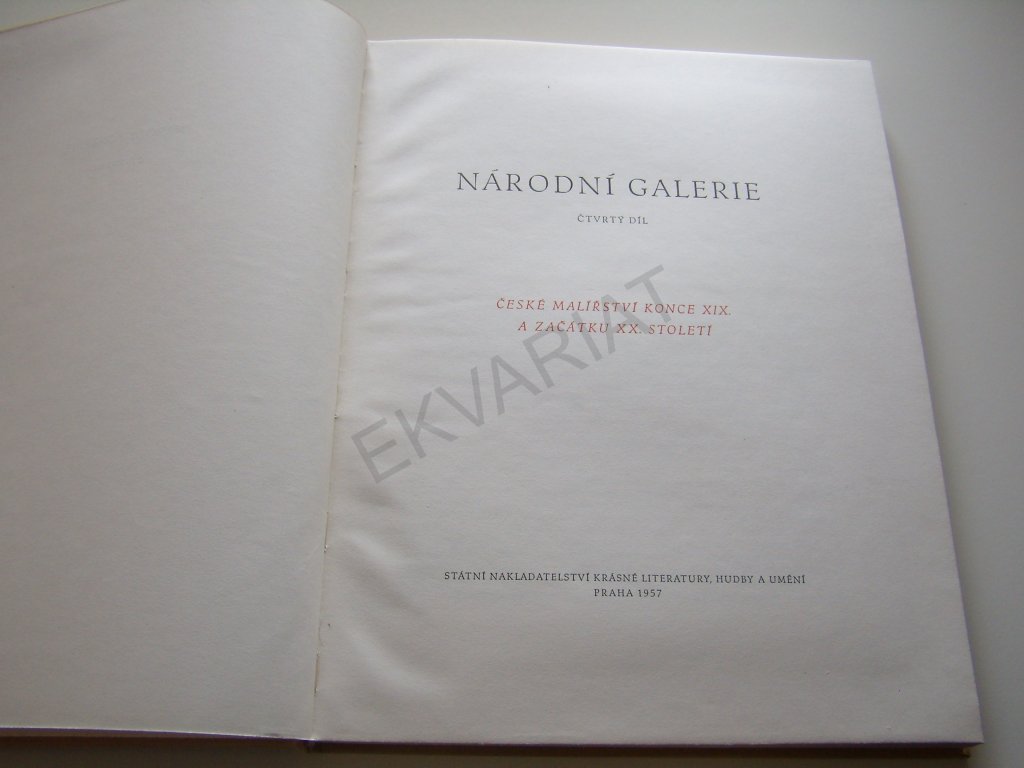 NÁRODNÍ GALERIE
ČTVRTÝ DÍL
ČESKÉ MALÍŘSTVÍ KONCE XIX.
A ZAČÁTKU XX. STOLETÍ
EKVARIAT
STÁTNÍ NAKLADATELSTVÍ KRÁSNÉ LITERATURY, HUDBY A UMĚNÍ
PRAHA 1957